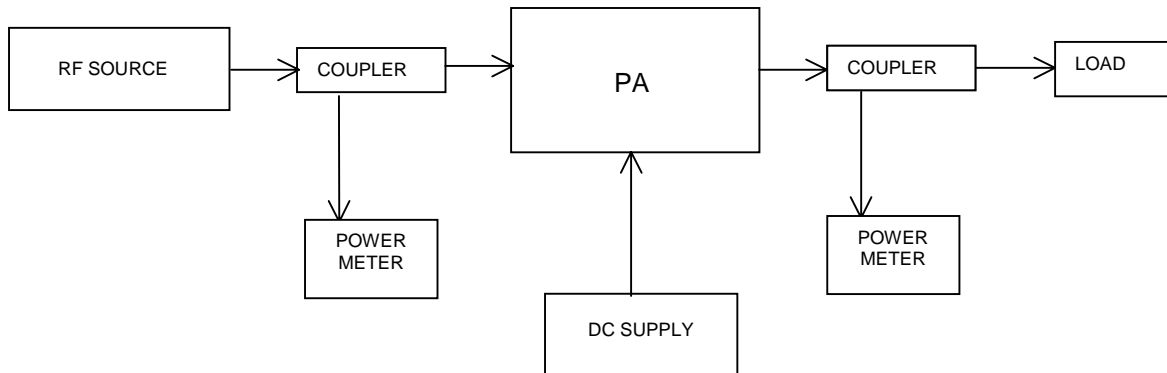 RF SOURCE
COUPLER
PA
COUPLER
LOAD
POWER
METER
POWER
METER
DC SUPPLY